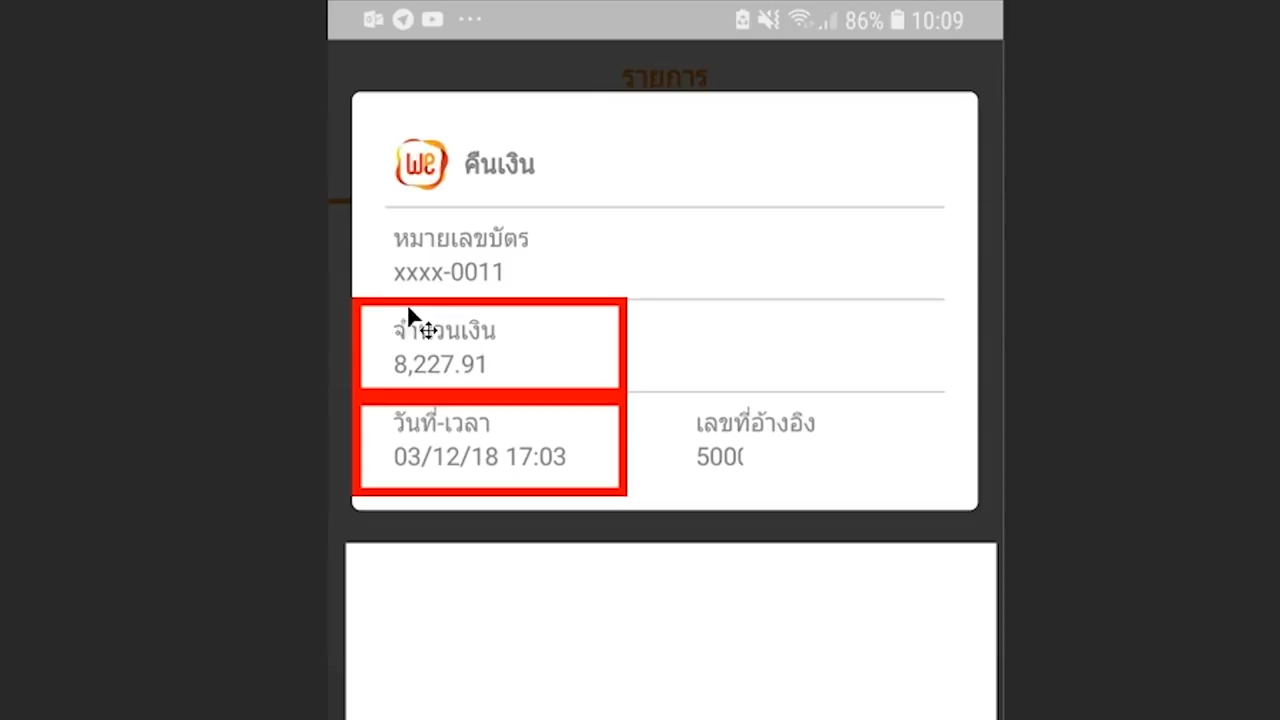 86% 10:09
รายการ
we คืนเงิน
หมายเลขบัตร
xxxx-0011
จำนวนเงิน
8,227.91
วันที่-เวลา
03/12/18 17:03
เลขที่อ้างอิง
500